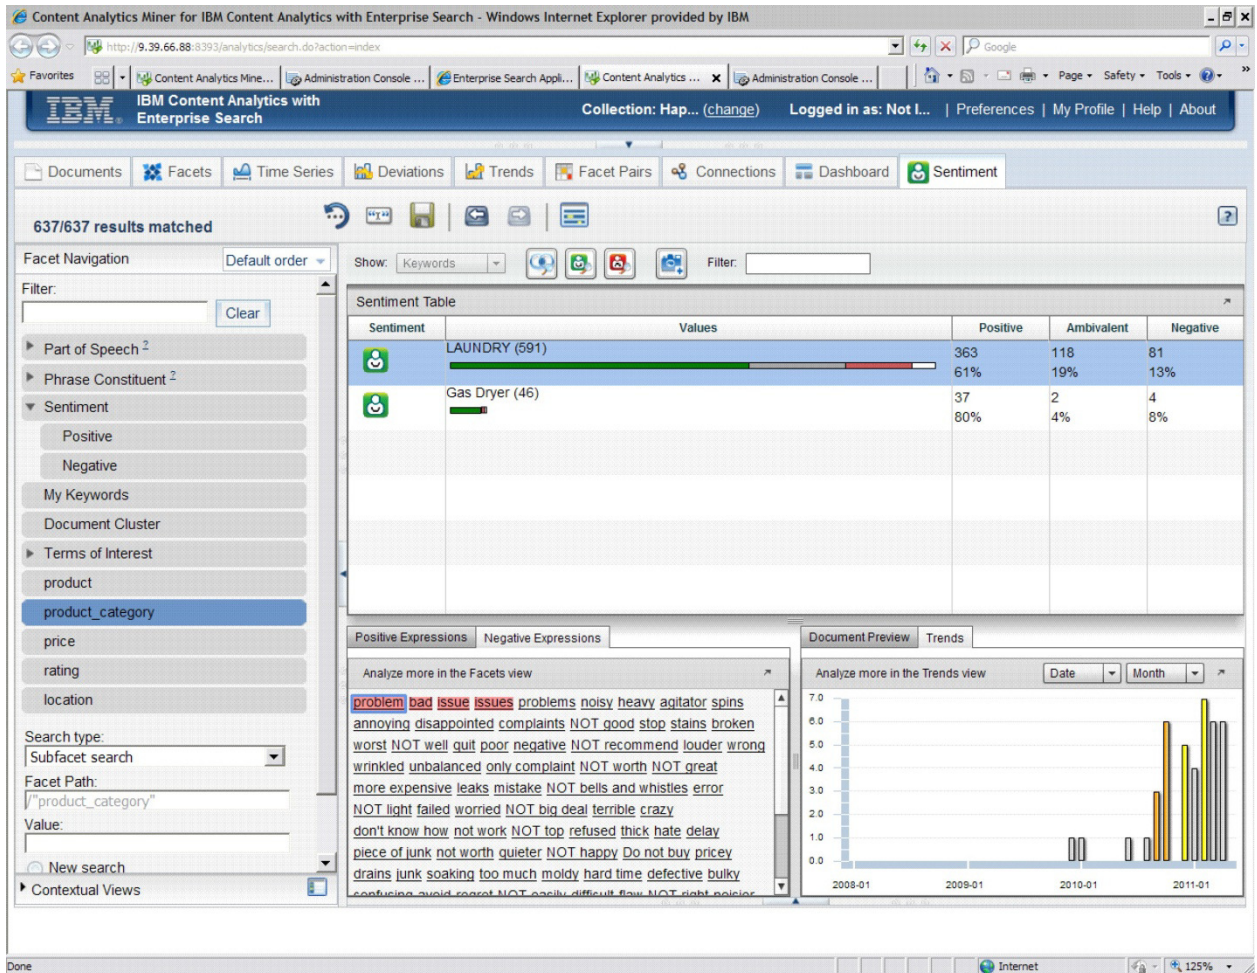 Content Analytics Miner for IBM Content Analytics with Enterprise Search - Windows Internet Explorer provided by IBM
http://9.39.66.88:8393/analytics/search.do?action=index
Google
Favorites
Content Analytics Mine...
Administration Console ...
Enterprise Search Appli...
Content Analytics ...
Administration Console ...
Page
Safety
Tools
IBM
IBM Content Analytics with
Enterprise Search
Collection: Hap... (change)
Logged in as: Not l...
| Preferences | My Profile | Help | About
Documents
Facets
Time Series
Deviations
Trends
Facet Pairs
Connections
Dashboard
Sentiment
637/637 results matched
?
Facet Navigation
Default order
Filter:
Clear
Part of Speech ?
Phrase Constituent ?
Sentiment
Positive
Negative
My Keywords
Document Cluster
Terms of Interest
product
product_category
price
rating
location
Search type:
Subfacet search
Facet Path:
/"product_category"
Value:
New search
Contextual Views
Show: Keywords
Filter:
Sentiment Table
Sentiment Values Positive Ambivalent Negative
LAUNDRY (591) 363 118 81
61% 19% 13%
Gas Dryer (46) 37 2 4
80% 4% 8%
Positive Expressions
Negative Expressions
Analyze more in the Facets view
problem bad issue issues problems noisy heavy agitator spins
annoying disappointed complaints NOT good stop stains broken
worst NOT well quit poor negative NOT recommend louder wrong
wrinkled unbalanced only complaint NOT worth NOT great
more expensive leaks mistake NOT bells and whistles error
NOT light failed worried NOT big deal terrible crazy
don't know how not work NOT top refused thick hate delay
piece of junk not worth quieter NOT happy Do not buy pricey
drains junk soaking too much moldy hard time defective bulky
confusing avoid regret NOT easily difficult flaw NOT right noisier
Document Preview
Trends
Analyze more in the Trends view
Date
Month
7.0
6.0
5.0
4.0
3.0
2.0
1.0
0.0
2008-01
2009-01
2010-01
2011-01
Done
Internet
125%